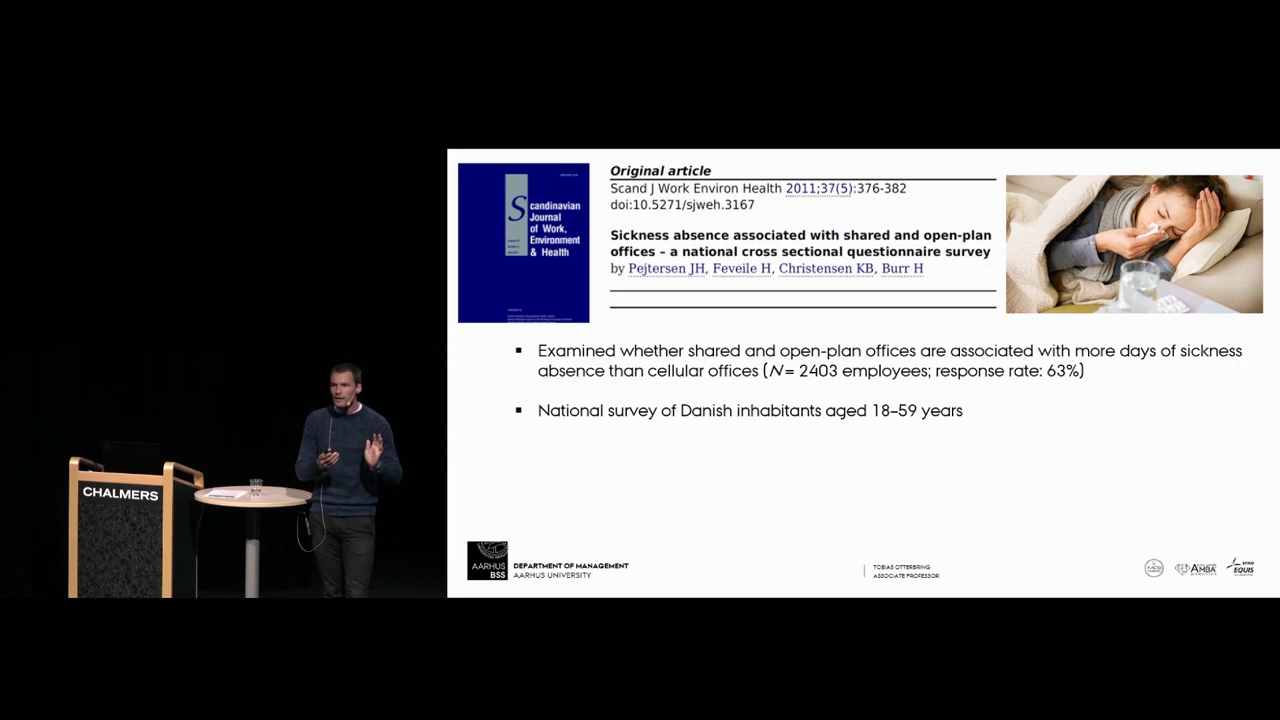 CHALMERS
Scandinavian
Journal
of Work,
Environment
& Health
Original article
Scand J Work Environ Health 2011;37(5):376-382
doi:10.5271/sjweh.3167
Sickness absence associated with shared and open-plan
offices – a national cross sectional questionnaire survey
by Pejtersen JH, Feveile H, Christensen KB, Burr H
▪ Examined whether shared and open-plan offices are associated with more days of sickness
absence than cellular offices (N = 2403 employees; response rate: 63%)
▪ National survey of Danish inhabitants aged 18–59 years
AARHUS
BSS
DEPARTMENT OF MANAGEMENT
AARHUS UNIVERSITY
TOBIAS OTTERBRING
ASSOCIATE PROFESSOR
AMBA
EFMD
EQUIS